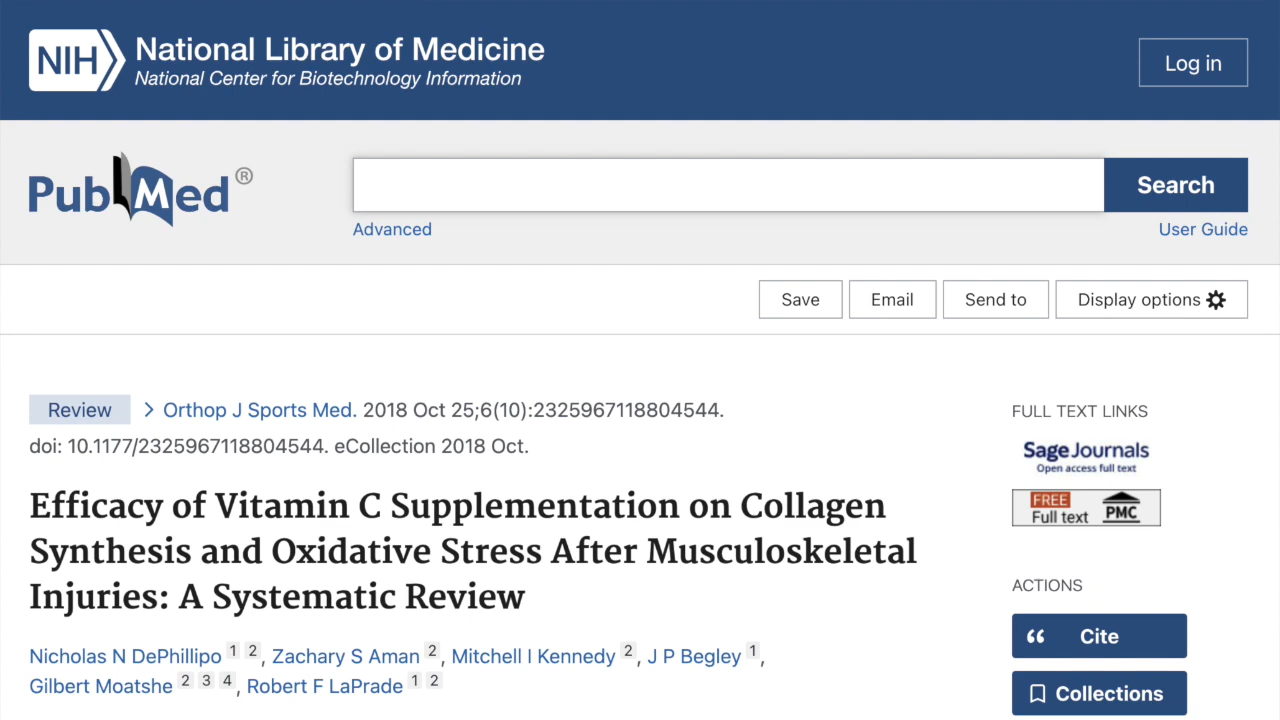 NIH National Library of Medicine
National Center for Biotechnology Information
Log in
PubMed®
Search
Advanced
User Guide
Save
Email
Send to
Display options
Review
Orthop J Sports Med. 2018 Oct 25;6(10):2325967118804544.
doi: 10.1177/2325967118804544. eCollection 2018 Oct.
Efficacy of Vitamin C Supplementation on Collagen
Synthesis and Oxidative Stress After Musculoskeletal
Injuries: A Systematic Review
Nicholas N DePhillipo 1 2, Zachary S Aman 2, Mitchell I Kennedy 2, J P Begley 1,
Gilbert Moatshe 2 3 4, Robert F LaPrade 1 2
FULL TEXT LINKS
Sage Journals
Open access full text
FREE
Full text PMC
ACTIONS
Cite
Collections